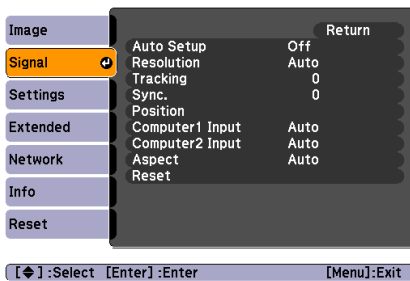 Image
Signal
Settings
Extended
Network
Info
Reset
Return
Auto Setup Off
Resolution Auto
Tracking 0
Sync. 0
Position
Computer1 Input Auto
Computer2 Input Auto
Aspect Auto
Reset
[ ] :Select [Enter] :Enter [Menu]:Exit